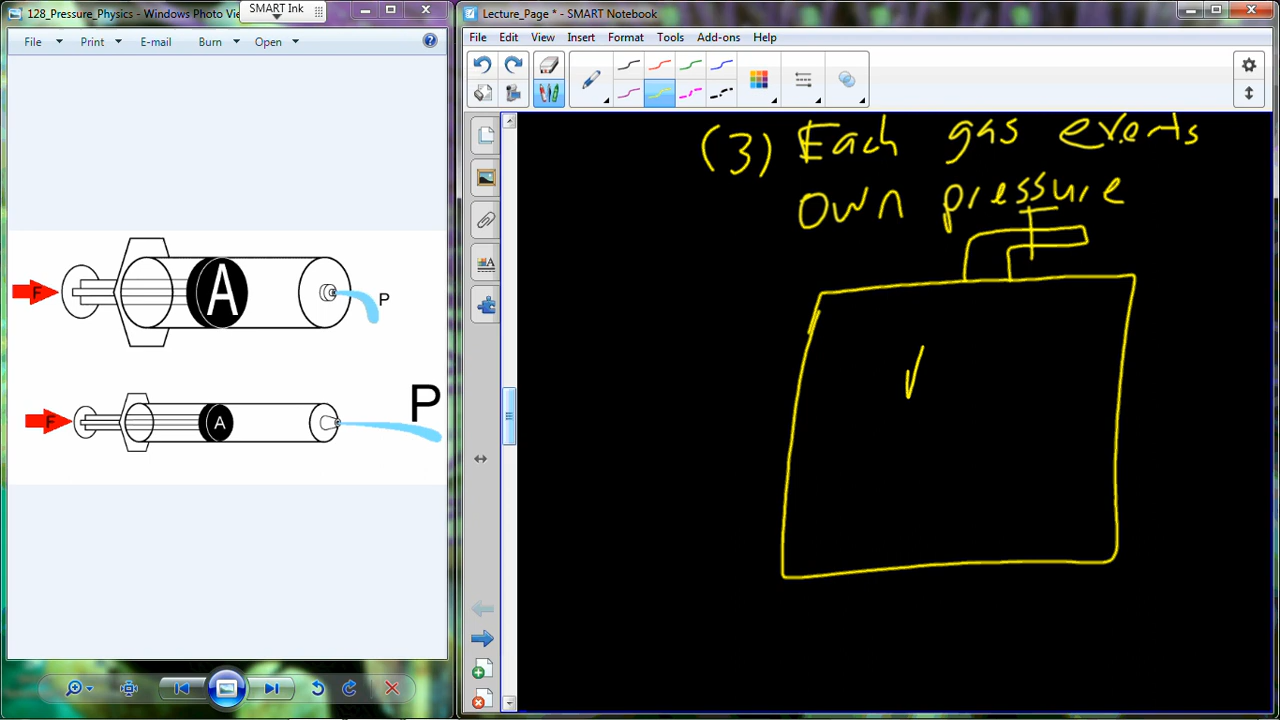 128_Pressure_Physics - Windows Photo Vie
SMART Ink
File Print E-mail Burn Open
F
A
P
F
A
P
Lecture_Page * - SMART Notebook
File Edit View Insert Format Tools Add-ons Help
(3) Each gas exerts
own pressure